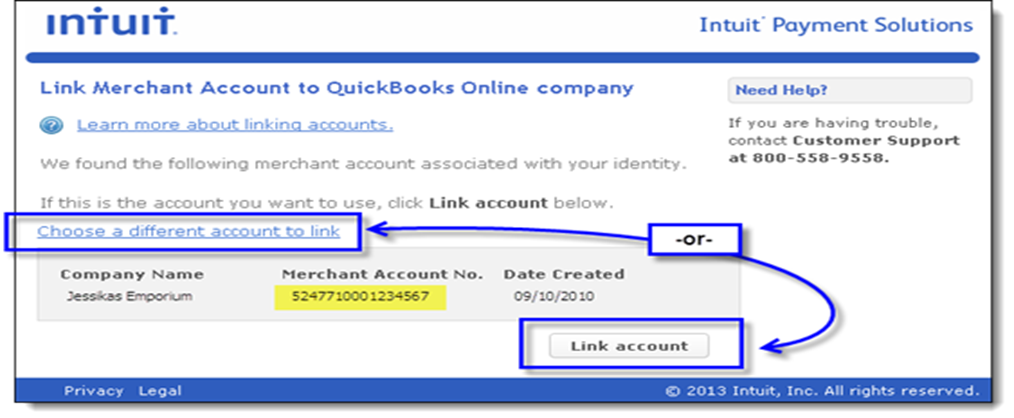 intuit.
Intuit Payment Solutions
Link Merchant Account to QuickBooks Online company
Learn more about linking accounts.
We found the following merchant account associated with your identity.
If this is the account you want to use, click Link account below.
Choose a different account to link
-or-
Company Name Merchant Account No. Date Created
Jessikas Emporium 5247710001234567 09/10/2010
Link account
Need Help?
If you are having trouble,
contact Customer Support
at 800-558-9558.
Privacy Legal
© 2013 Intuit, Inc. All rights reserved.